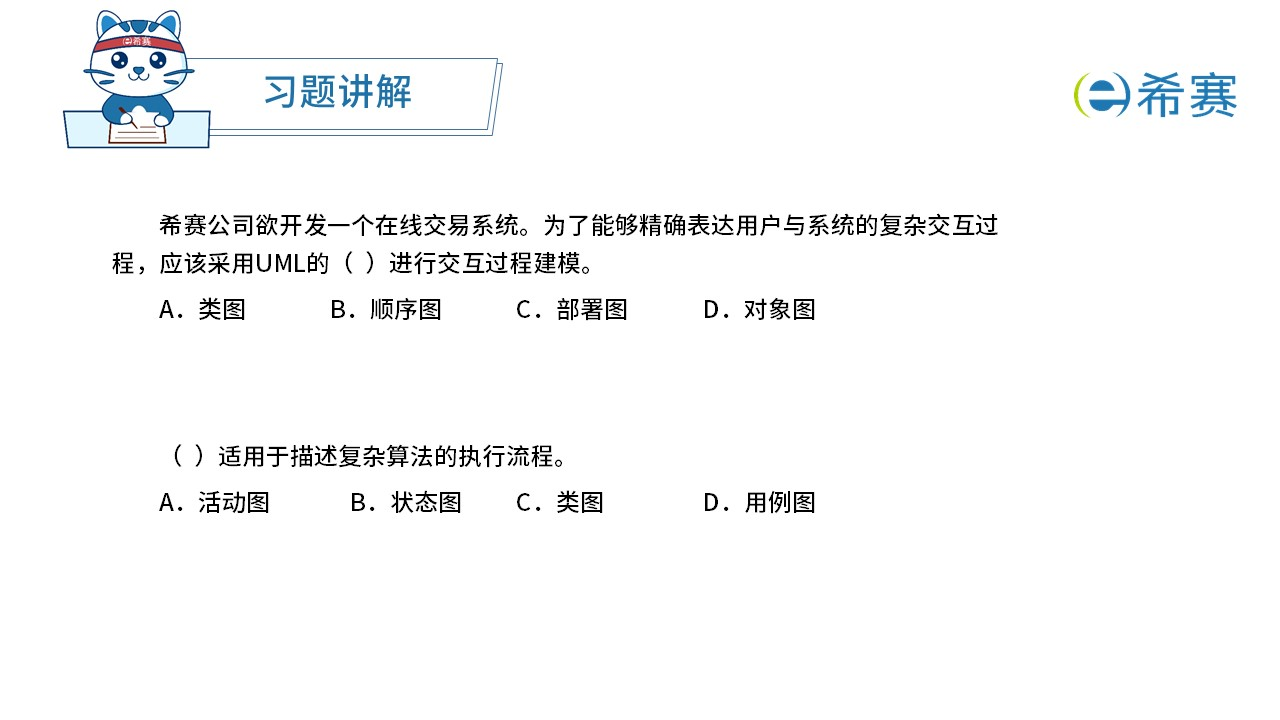 希赛
习题讲解
希赛
希赛公司欲开发一个在线交易系统。为了能够精确表达用户与系统的复杂交互过
程，应该采用UML的（ ）进行交互过程建模。
A．类图 B．顺序图 C．部署图 D．对象图
（ ）适用于描述复杂算法的执行流程。
A．活动图 B．状态图 C．类图 D．用例图